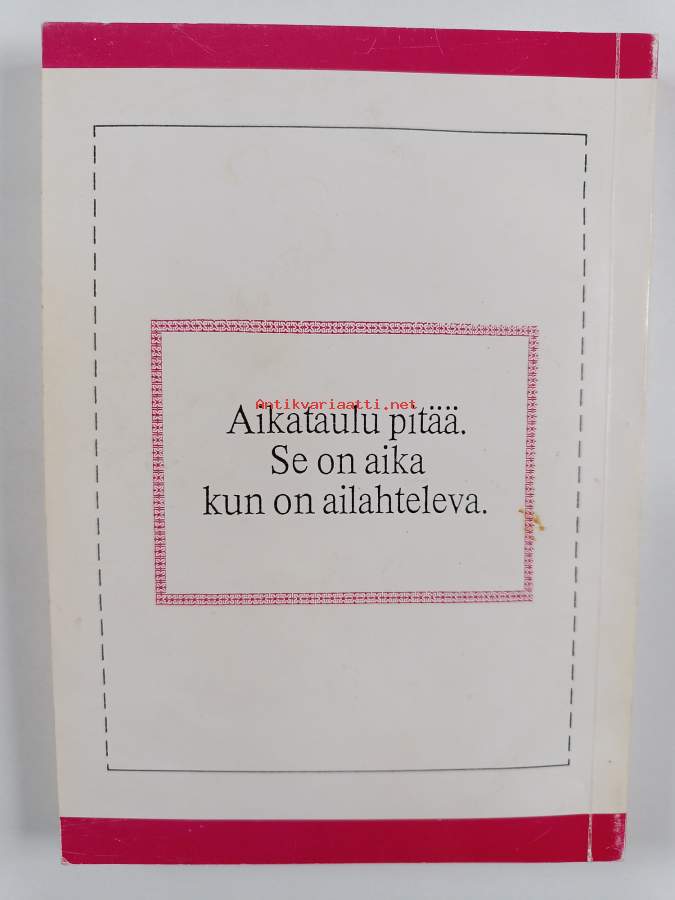 Antikvariaatti.net
Aikataulu pitää.
Se on aika
kun on ailahteleva.